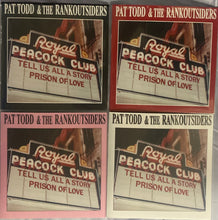 PAT TODD & THE RANKOUTSIDERS
Royal
PEACOCK CLUB
TELL US ALL A STORY
PRISON OF LOVE
PAT TODD & THE RANKOUTSIDERS
Royal
PEACOCK CLUB
TELL US ALL A STORY
PRISON OF LOVE
PAT TODD & THE RANKOUTSIDERS
Royal
PEACOCK CLUB
TELL US ALL A STORY
PRISON OF LOVE
PAT TODD & THE RANKOUTSIDERS
Royal
PEACOCK CLUB
TELL US ALL A STORY
PRISON OF LOVE